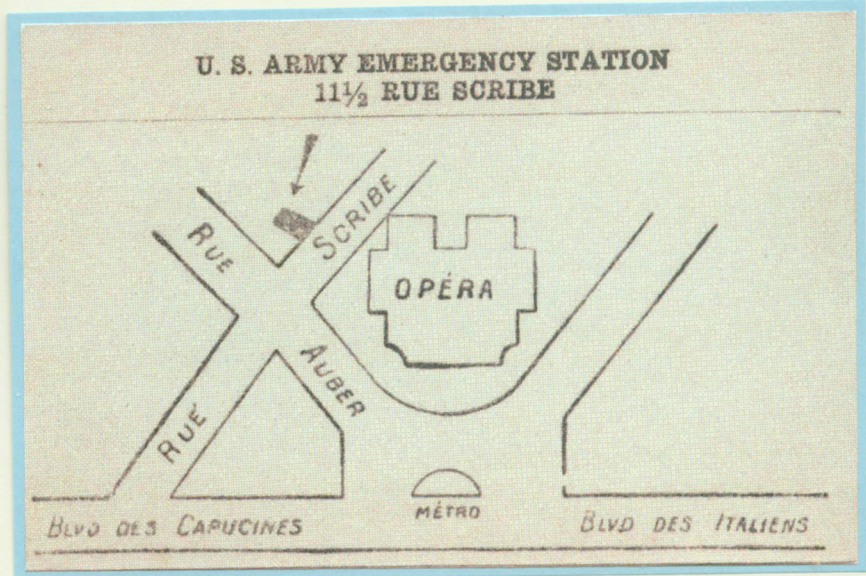 U. S. ARMY EMERGENCY STATION
11½ RUE SCRIBE
RUE
SCRIBE
OPÉRA
AUBER
RUE
MÉTRO
BLVD DES CAPUCINES
BLVD DES ITALIENS